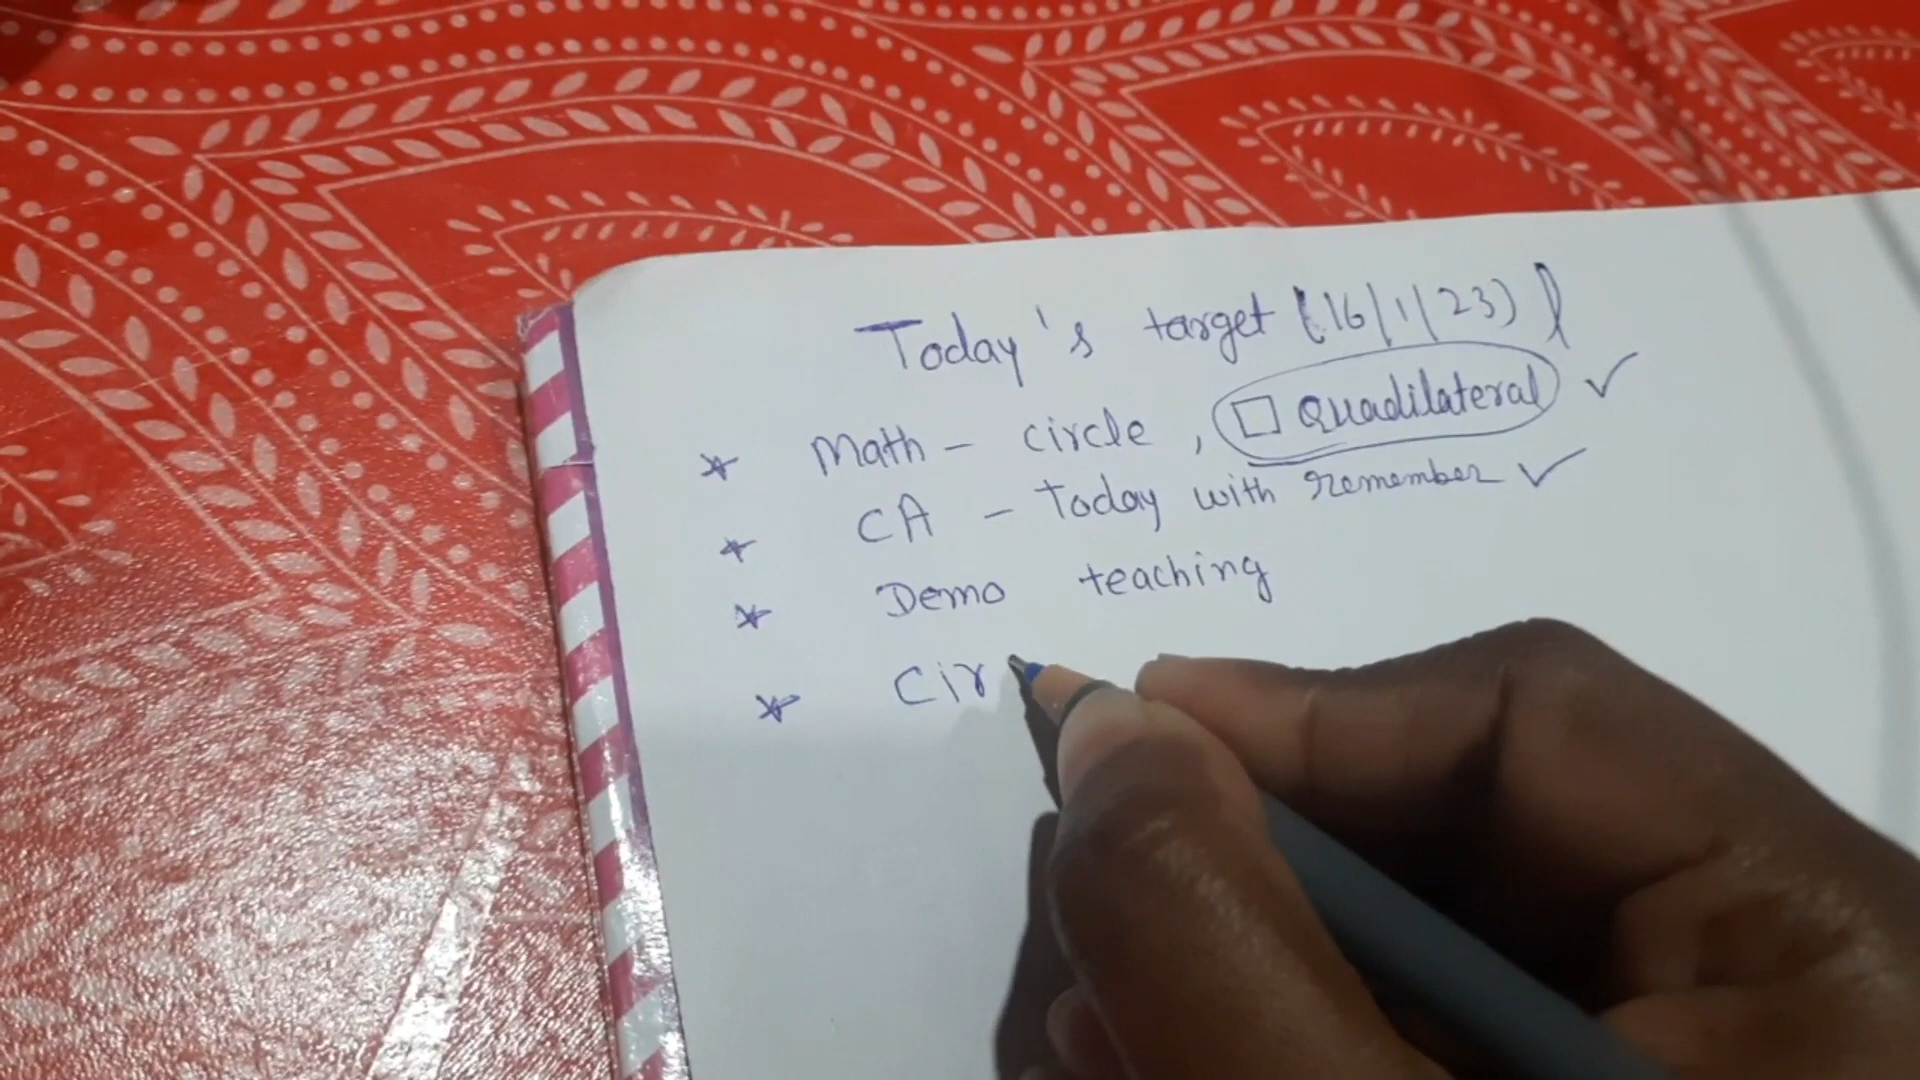 Today's target (16/1/23)
* Math - circle, □ Quadilateral ✓
* CA - Today with remember ✓
* Demo teaching
* Cir